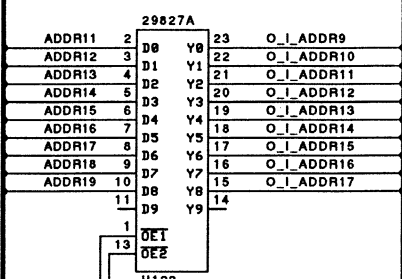 29827A
ADDR11 2 D0 Y0 23 O_I_ADDR9
ADDR12 3 D1 Y1 22 O_I_ADDR10
ADDR13 4 D2 Y2 21 O_I_ADDR11
ADDR14 5 D3 Y3 20 O_I_ADDR12
ADDR15 6 D4 Y4 19 O_I_ADDR13
ADDR16 7 D5 Y5 18 O_I_ADDR14
ADDR17 8 D6 Y6 17 O_I_ADDR15
ADDR18 9 D7 Y7 16 O_I_ADDR16
ADDR19 10 D8 Y8 15 O_I_ADDR17
11 D9 Y9 14
1 OE1
13 OE2